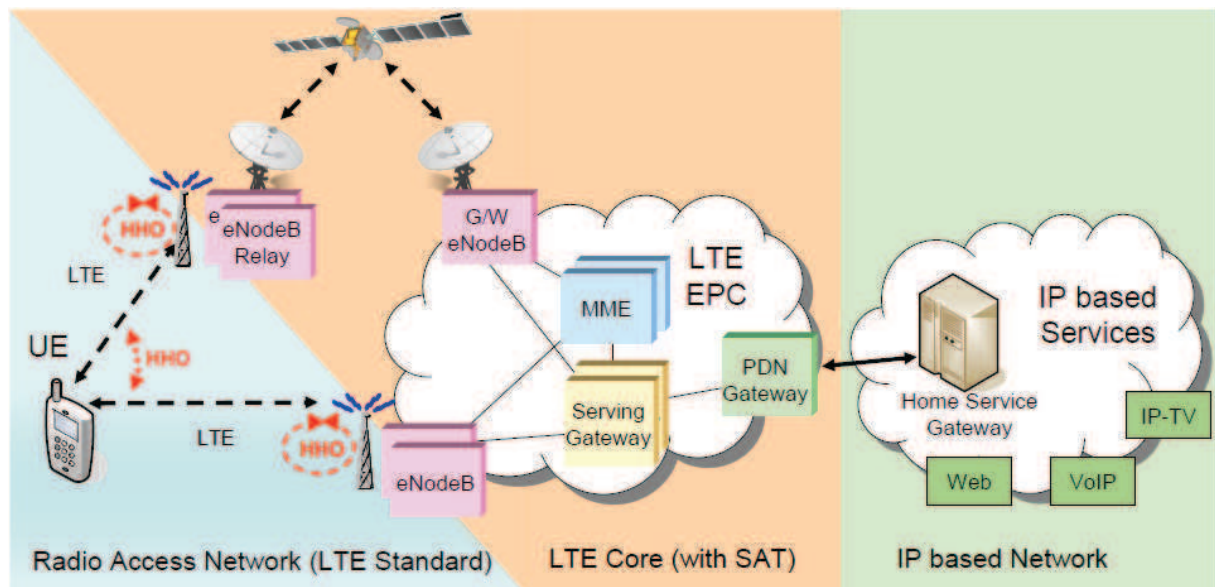 e
eNodeB
Relay
HHO
LTE
UE
HHO
LTE
HHO
eNodeB
G/W
eNodeB
LTE
EPC
MME
Serving
Gateway
PDN
Gateway
IP based
Services
Home Service
Gateway
IP-TV
Web
VoIP
Radio Access Network (LTE Standard)
LTE Core (with SAT)
IP based Network